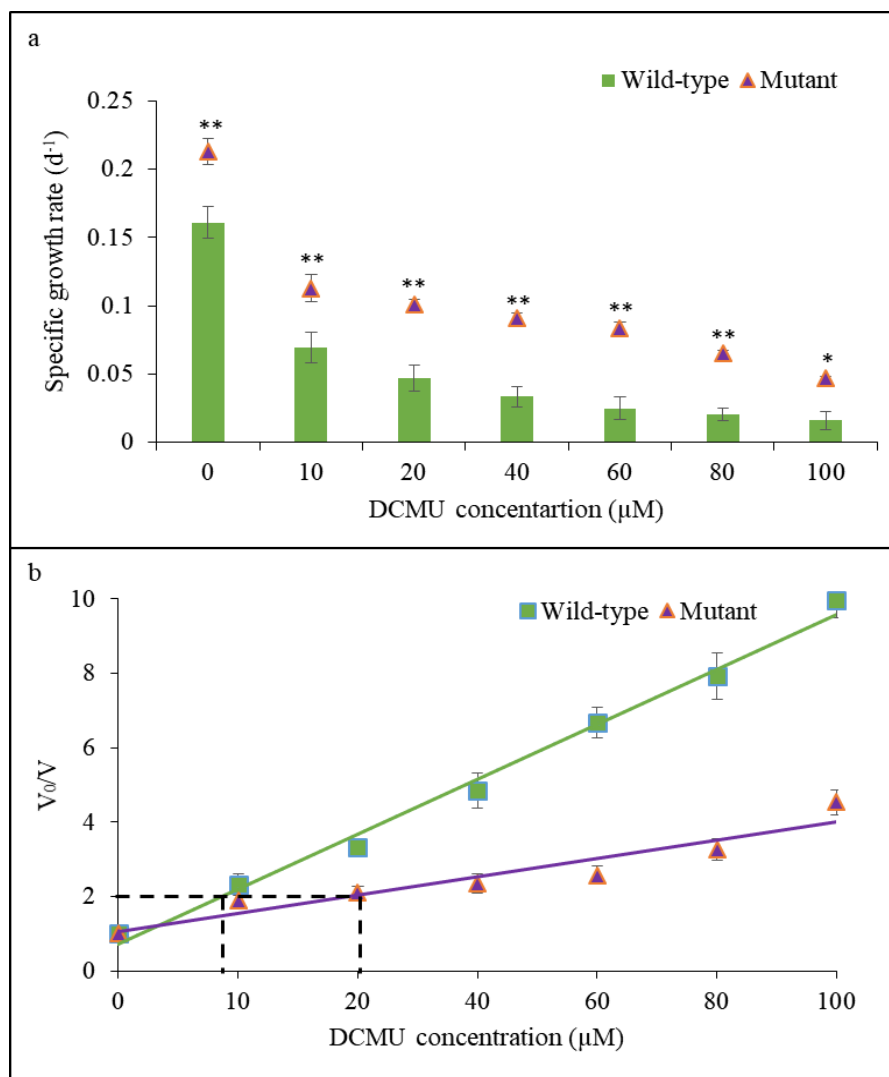 a
Wild-type Mutant
0.25
0.2
0.15
0.1
0.05
0
Specific growth rate (d-1)
** ** ** ** ** ** *
0 10 20 40 60 80 100
DCMU concentartion (µM)
b
Wild-type Mutant
10
8
6
4
2
0
V0/V
0 10 20 40 60 80 100
DCMU concentration (µM)